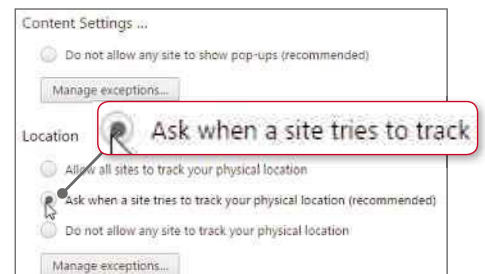 Content Settings ...
Do not allow any site to show pop-ups (recommended)
Manage exceptions...
Ask when a site tries to track
Location
Allow all sites to track your physical location
Ask when a site tries to track your physical location (recommended)
Do not allow any site to track your physical location
Manage exceptions...